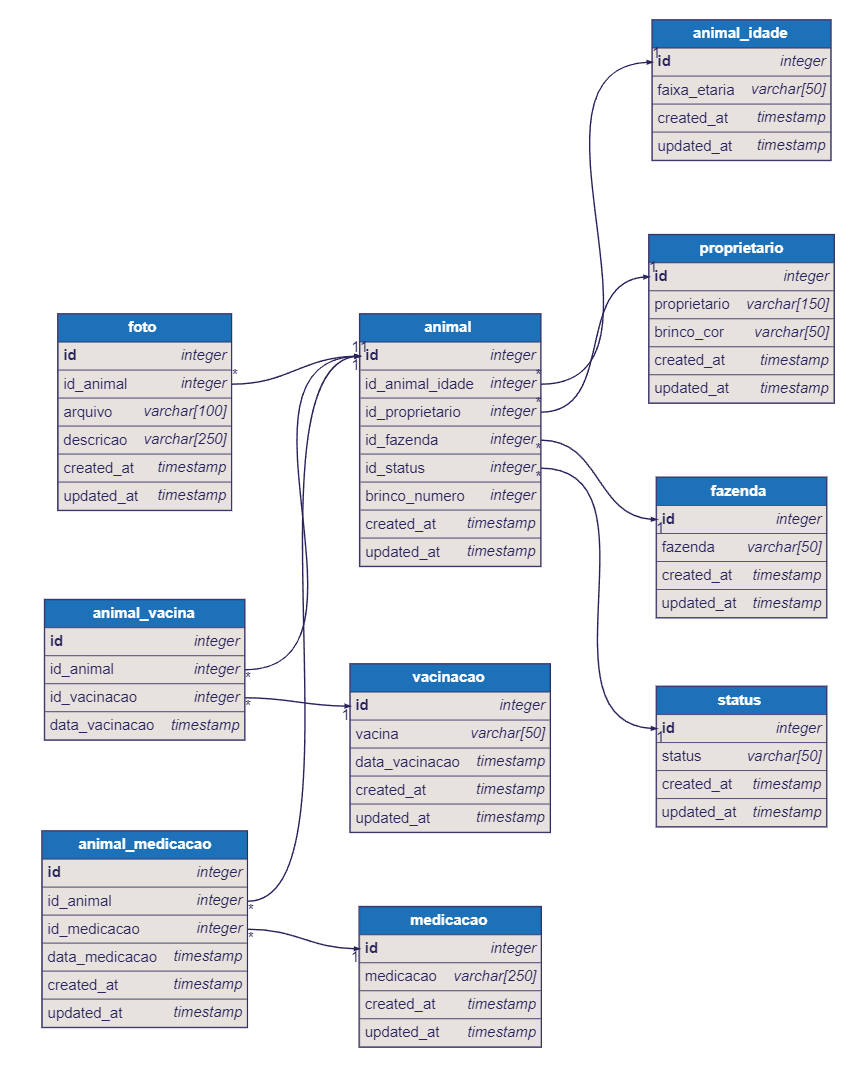 animal_idade
id integer
faixa_etaria varchar[50]
created_at timestamp
updated_at timestamp
proprietario
id integer
proprietario varchar[150]
brinco_cor varchar[50]
created_at timestamp
updated_at timestamp
foto
id integer
id_animal integer
arquivo varchar[100]
descricao varchar[250]
created_at timestamp
updated_at timestamp
animal
id integer
id_animal_idade integer
id_proprietario integer
id_fazenda integer
id_status integer
brinco_numero integer
created_at timestamp
updated_at timestamp
fazenda
id integer
fazenda varchar[50]
created_at timestamp
updated_at timestamp
animal_vacina
id integer
id_animal integer
id_vacinacao integer
data_vacinacao timestamp
vacinacao
id integer
vacina varchar[50]
data_vacinacao timestamp
created_at timestamp
updated_at timestamp
status
id integer
status varchar[50]
created_at timestamp
updated_at timestamp
animal_medicacao
id integer
id_animal integer
id_medicacao integer
data_medicacao timestamp
created_at timestamp
updated_at timestamp
medicacao
id integer
medicacao varchar[250]
created_at timestamp
updated_at timestamp
1
1
*
1
1
1
*
*
*
*
1
1
*
*
1
*
*
1